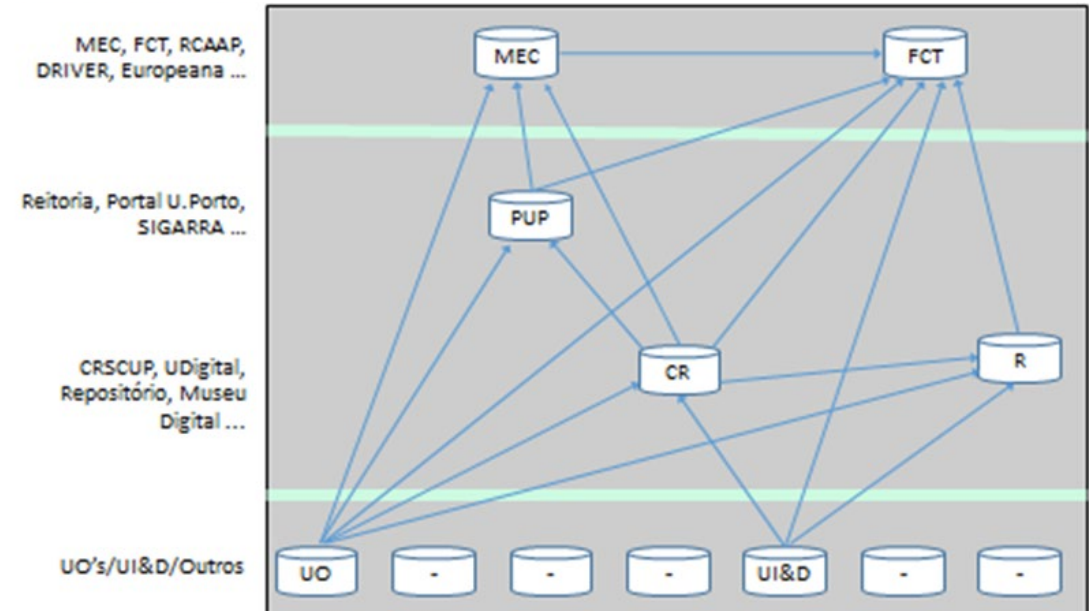 MEC, FCT, RCAAP,
DRIVER, Europeana ...
MEC
FCT
Reitoria, Portal U.Porto,
SIGARRA ...
PUP
CRSCUP, UDigital,
Repositório, Museu
Digital ...
CR
R
UO's/UI&D/Outros
UO
-
-
-
UI&D
-
-